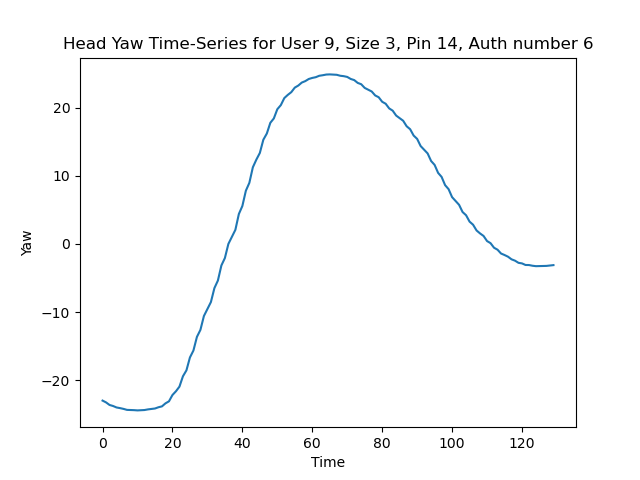 Head Yaw Time-Series for User 9, Size 3, Pin 14, Auth number 6
20
10
0
−10
−20
Yaw
0 20 40 60 80 100 120
Time